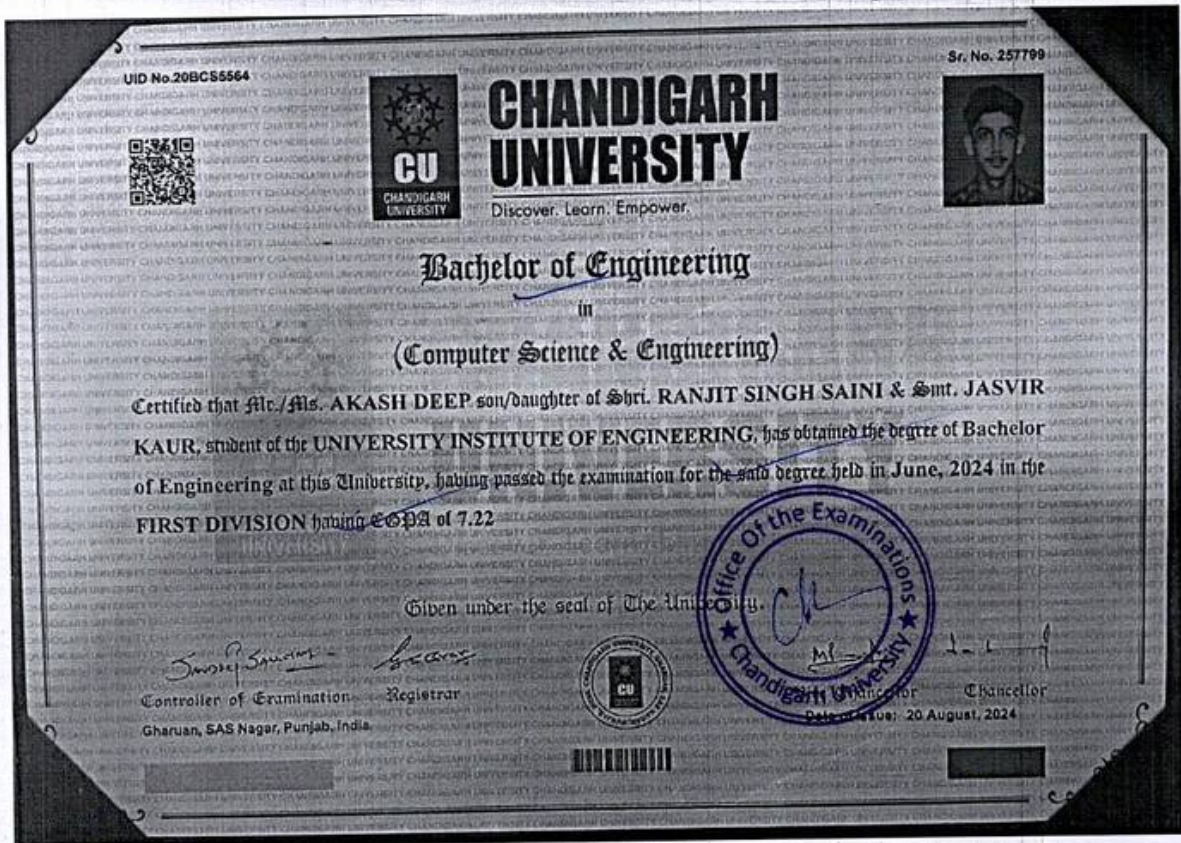 UID No.20BCS5564
Sr. No. 257799
CU
CHANDIGARH
UNIVERSITY
CHANDIGARH
UNIVERSITY
Discover. Learn. Empower.
Bachelor of Engineering
in
(Computer Science & Engineering)
Certified that Mr./Ms. AKASH DEEP son/daughter of Shri. RANJIT SINGH SAINI & Smt. JASVIR
KAUR, student of the UNIVERSITY INSTITUTE OF ENGINEERING, has obtained the degree of Bachelor
of Engineering at this University, having passed the examination for the said degree held in June, 2024 in the
FIRST DIVISION having CGPA of 7.22
Given under the seal of The University.
Office Of the Examinations
Chandigarh University
CU
Controller of Examination
Registrar
Chancellor
Gharuan, SAS Nagar, Punjab, India
Date of Issue: 20 August, 2024